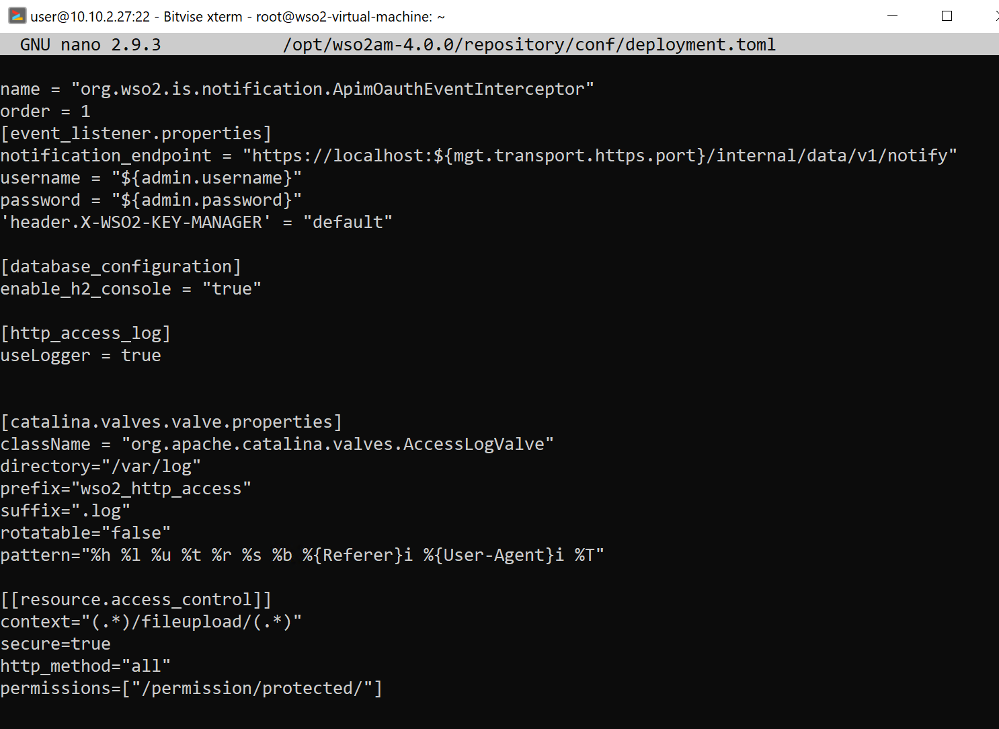 user@10.10.2.27:22 - Bitvise xterm - root@wso2-virtual-machine: ~
GNU nano 2.9.3 /opt/wso2am-4.0.0/repository/conf/deployment.toml
name = "org.wso2.is.notification.ApimOauthEventInterceptor"
order = 1
[event_listener.properties]
notification_endpoint = "https://localhost:${mgt.transport.https.port}/internal/data/v1/notify"
username = "${admin.username}"
password = "${admin.password}"
'header.X-WSO2-KEY-MANAGER' = "default"
[database_configuration]
enable_h2_console = "true"
[http_access_log]
useLogger = true
[catalina.valves.valve.properties]
className = "org.apache.catalina.valves.AccessLogValve"
directory="/var/log"
prefix="wso2_http_access"
suffix=".log"
rotatable="false"
pattern="%h %l %u %t %r %s %b %{Referer}i %{User-Agent}i %T"
[[resource.access_control]]
context="(.*)/fileupload/(.*)"
secure=true
http_method="all"
permissions=["/permission/protected/"]